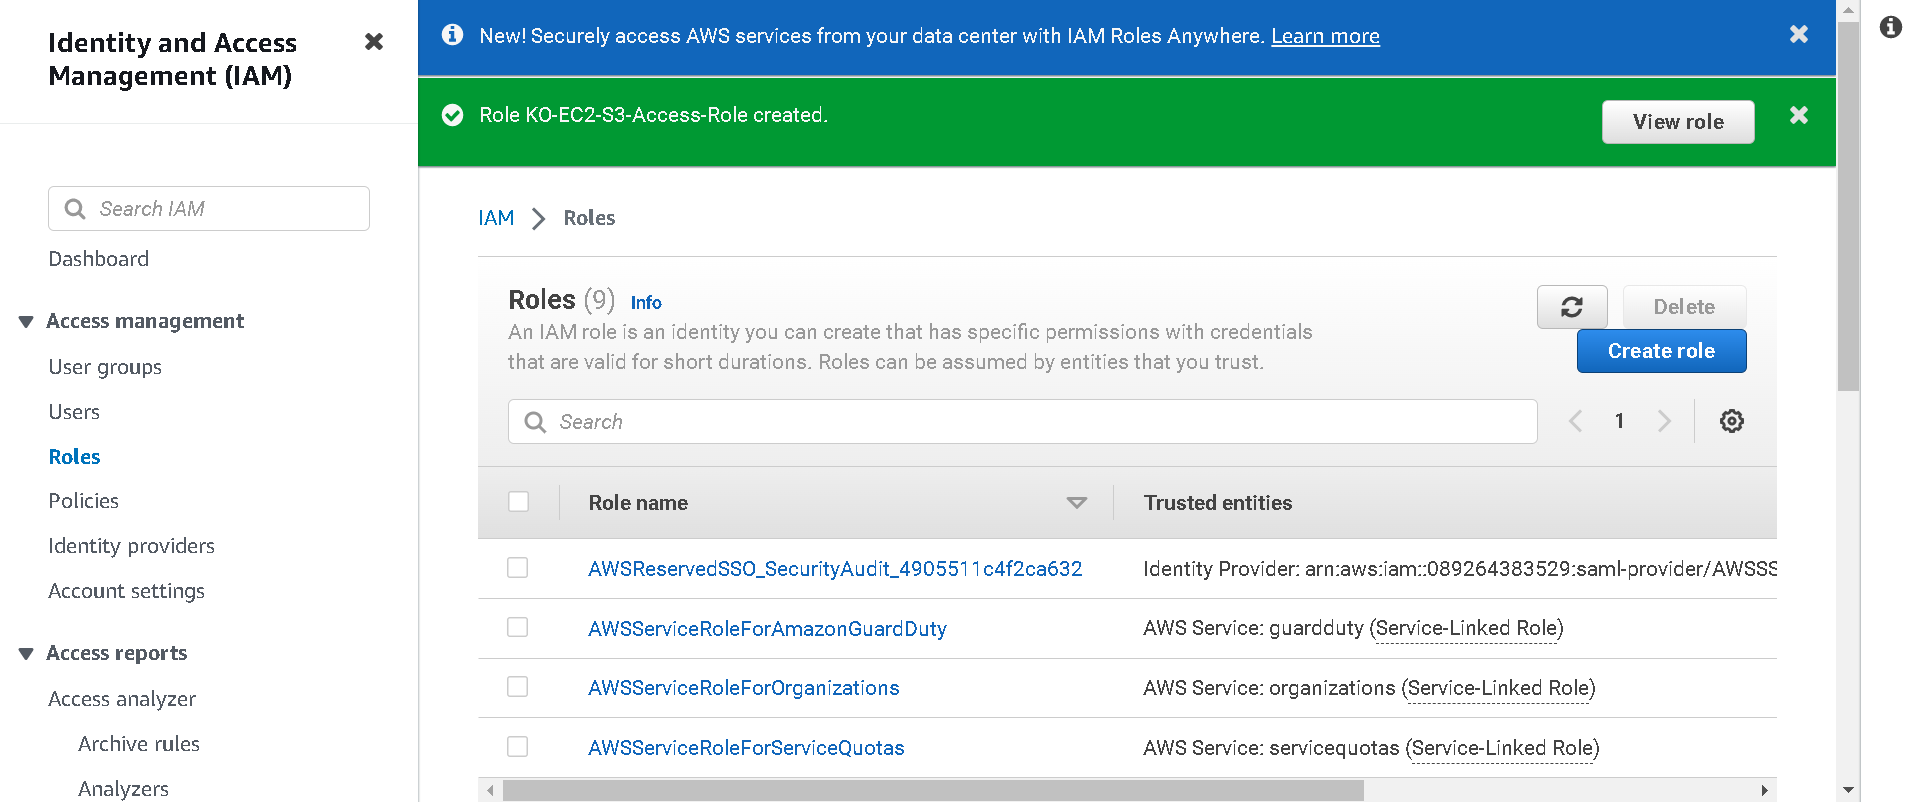 Identity and Access
Management (IAM)
Search IAM
Dashboard
Access management
User groups
Users
Roles
Policies
Identity providers
Account settings
Access reports
Access analyzer
Archive rules
Analyzers
New! Securely access AWS services from your data center with IAM Roles Anywhere. Learn more
Role KO-EC2-S3-Access-Role created.
View role
IAM Roles
Roles (9) Info
An IAM role is an identity you can create that has specific permissions with credentials
that are valid for short durations. Roles can be assumed by entities that you trust.
Delete
Create role
Search
1
Role name Trusted entities
AWSReservedSSO_SecurityAudit_4905511c4f2ca632 Identity Provider: arn:aws:iam::089264383529:saml-provider/AWSSS
AWSServiceRoleForAmazonGuardDuty AWS Service: guardduty (Service-Linked Role)
AWSServiceRoleForOrganizations AWS Service: organizations (Service-Linked Role)
AWSServiceRoleForServiceQuotas AWS Service: servicequotas (Service-Linked Role)